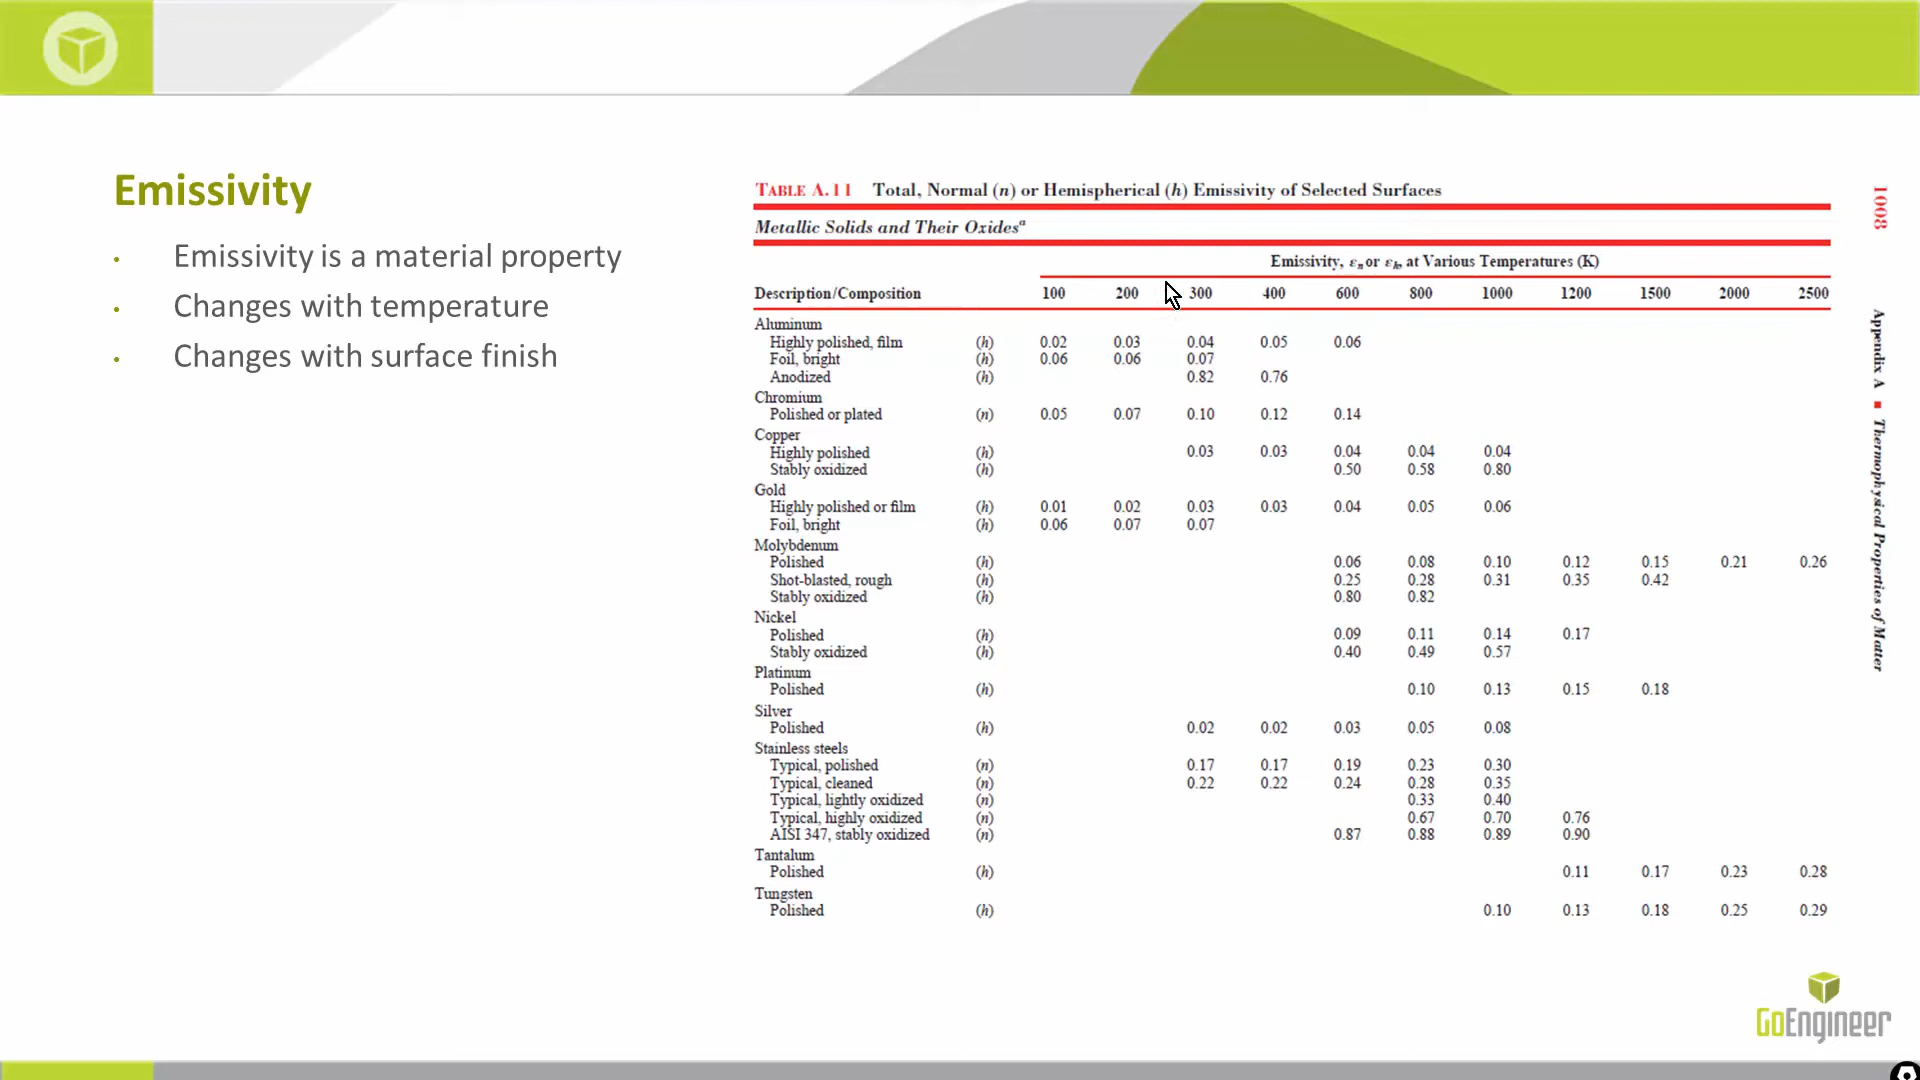 Emissivity
• Emissivity is a material property
• Changes with temperature
• Changes with surface finish
TABLE A.11 Total, Normal (n) or Hemispherical (h) Emissivity of Selected Surfaces
Metallic Solids and Their Oxidesᵃ
Emissivity, εn or εh, at Various Temperatures (K)
Description/Composition 100 200 300 400 600 800 1000 1200 1500 2000 2500
Aluminum
Highly polished, film (h) 0.02 0.03 0.04 0.05 0.06
Foil, bright (h) 0.06 0.06 0.07
Anodized (h) 0.82 0.76
Chromium
Polished or plated (n) 0.05 0.07 0.10 0.12 0.14
Copper
Highly polished (h) 0.03 0.03 0.04 0.04 0.04
Stably oxidized (h) 0.50 0.58 0.80
Gold
Highly polished or film (h) 0.01 0.02 0.03 0.03 0.04 0.05 0.06
Foil, bright (h) 0.06 0.07 0.07
Molybdenum
Polished (h) 0.06 0.08 0.10 0.12 0.15 0.21 0.26
Shot-blasted, rough (h) 0.25 0.28 0.31 0.35 0.42
Stably oxidized (h) 0.80 0.82
Nickel
Polished (h) 0.09 0.11 0.14 0.17
Stably oxidized (h) 0.40 0.49 0.57
Platinum
Polished (h) 0.10 0.13 0.15 0.18
Silver
Polished (h) 0.02 0.02 0.03 0.05 0.08
Stainless steels
Typical, polished (n) 0.17 0.17 0.19 0.23 0.30
Typical, cleaned (n) 0.22 0.22 0.24 0.28 0.35
Typical, lightly oxidized (n) 0.33 0.40
Typical, highly oxidized (n) 0.67 0.70 0.76
AISI 347, stably oxidized (n) 0.87 0.88 0.89 0.90
Tantalum
Polished (h) 0.11 0.17 0.23 0.28
Tungsten
Polished (h) 0.10 0.13 0.18 0.25 0.29
1008
Appendix A ■ Thermophysical Properties of Matter
GoEngineer